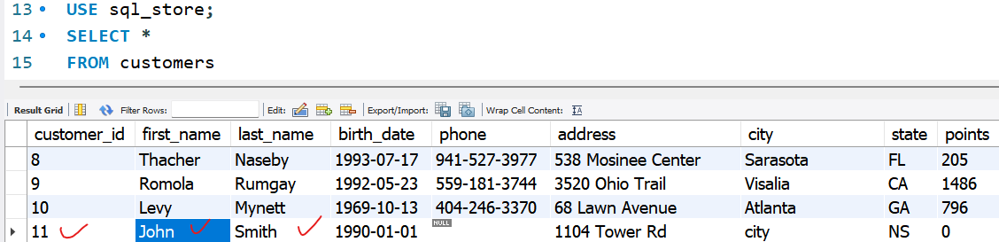 13 USE sql_store;
14 SELECT *
15 FROM customers
Result Grid Filter Rows: Edit: Export/Import: Wrap Cell Content: IA
customer_id first_name last_name birth_date phone address city state points
8 Thacher Naseby 1993-07-17 941-527-3977 538 Mosinee Center Sarasota FL 205
9 Romola Rumgay 1992-05-23 559-181-3744 3520 Ohio Trail Visalia CA 1486
10 Levy Mynett 1969-10-13 404-246-3370 68 Lawn Avenue Atlanta GA 796
11 John Smith 1990-01-01 NULL 1104 Tower Rd city NS 0